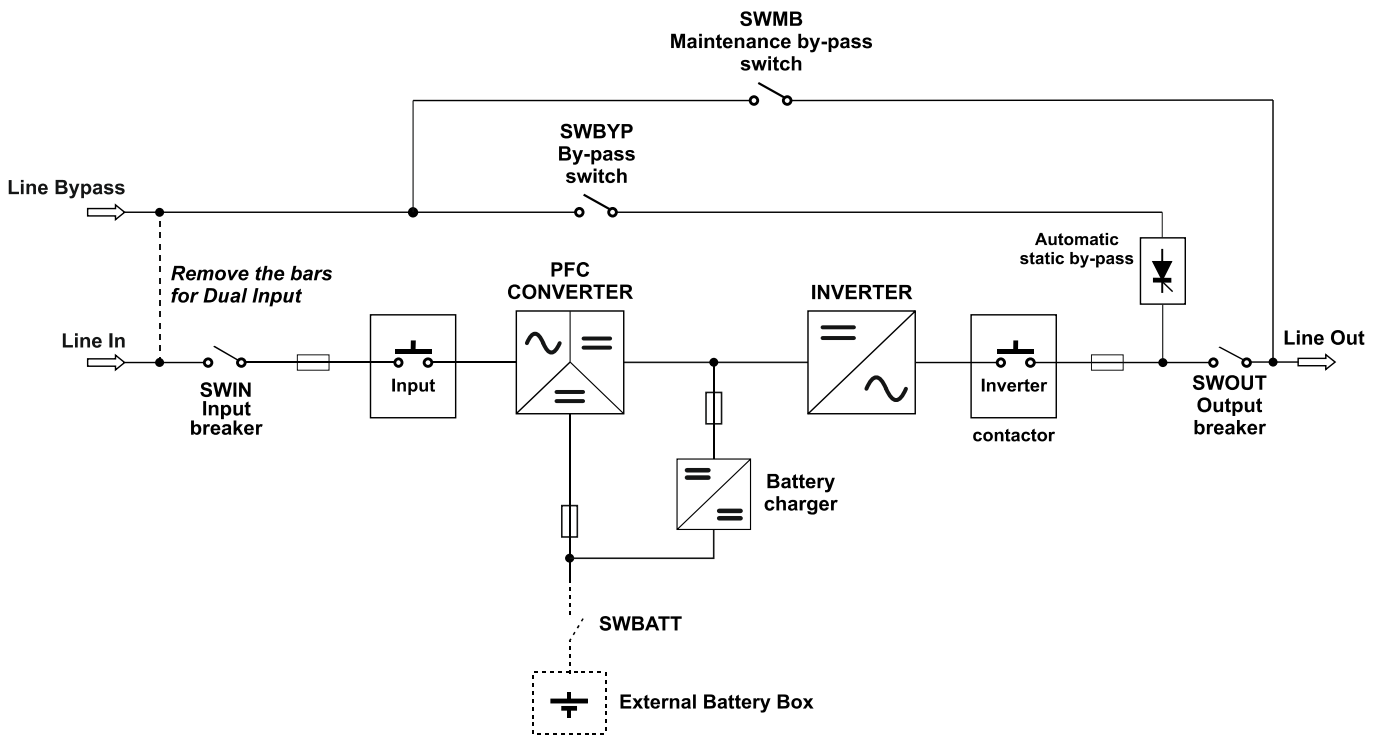 SWMB
Maintenance by-pass
switch
SWBYP
By-pass
switch
Line Bypass
Automatic
static by-pass
Remove the bars
for Dual Input
PFC
CONVERTER
INVERTER
Line In
Line Out
Input
Inverter
SWIN
Input
breaker
SWOUT
Output
breaker
contactor
Battery
charger
SWBATT
External Battery Box